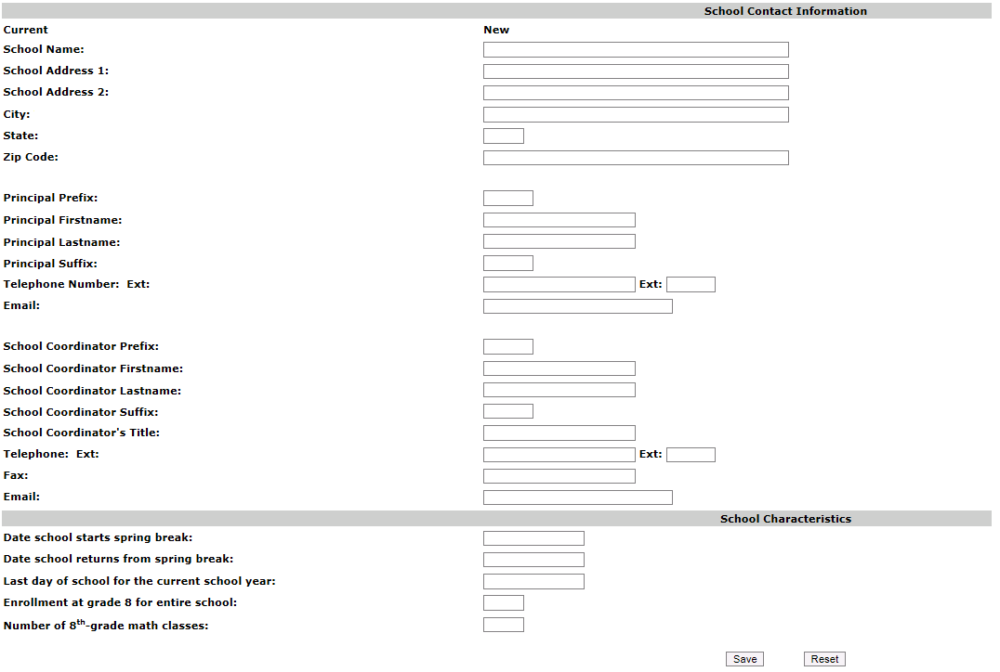 School Contact Information
Current New
School Name:
School Address 1:
School Address 2:
City:
State:
Zip Code:
Principal Prefix:
Principal Firstname:
Principal Lastname:
Principal Suffix:
Telephone Number: Ext: Ext:
Email:
School Coordinator Prefix:
School Coordinator Firstname:
School Coordinator Lastname:
School Coordinator Suffix:
School Coordinator's Title:
Telephone: Ext: Ext:
Fax:
Email:
School Characteristics
Date school starts spring break:
Date school returns from spring break:
Last day of school for the current school year:
Enrollment at grade 8 for entire school:
Number of 8th-grade math classes:
Save Reset